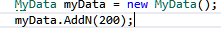 MyData myData = new MyData();
myData.AddN(200);